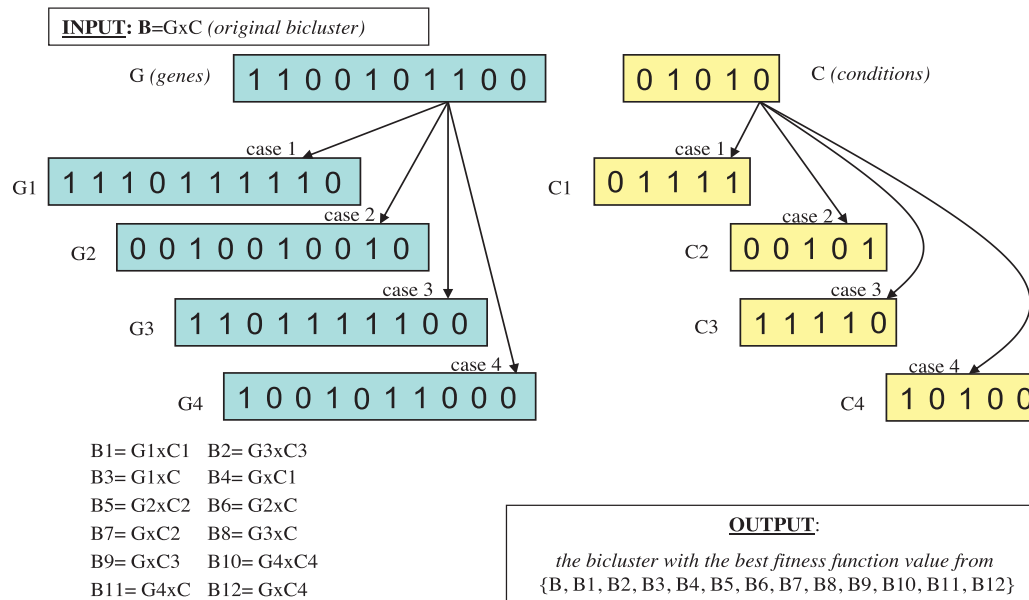 INPUT: B=GxC (original bicluster)
G (genes)
1 1 0 0 1 0 1 1 0 0
0 1 0 1 0
C (conditions)
case 1
G1
1 1 1 0 1 1 1 1 1 0
case 1
C1
0 1 1 1 1
case 2
G2
0 0 1 0 0 1 0 0 1 0
case 2
C2
0 0 1 0 1
case 3
G3
1 1 0 1 1 1 1 1 0 0
case 3
C3
1 1 1 1 0
case 4
G4
1 0 0 1 0 1 1 0 0 0
case 4
C4
1 0 1 0 0
B1= G1xC1 B2= G3xC3
B3= G1xC B4= GxC1
B5= G2xC2 B6= G2xC
B7= GxC2 B8= G3xC
B9= GxC3 B10= G4xC4
B11= G4xC B12= GxC4
OUTPUT:
the bicluster with the best fitness function value from
{B, B1, B2, B3, B4, B5, B6, B7, B8, B9, B10, B11, B12}